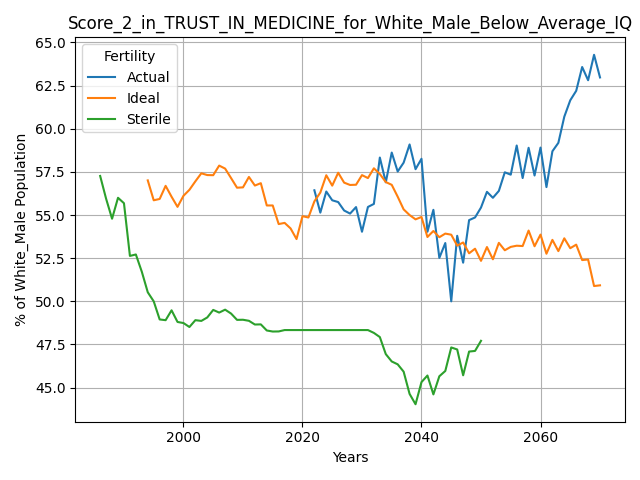 Score_2_in_TRUST_IN_MEDICINE_for_White_Male_Below_Average_IQ
Fertility
Actual
Ideal
Sterile
65.0
62.5
60.0
57.5
55.0
52.5
50.0
47.5
45.0
% of White_Male Population
2000
2020
2040
2060
Years